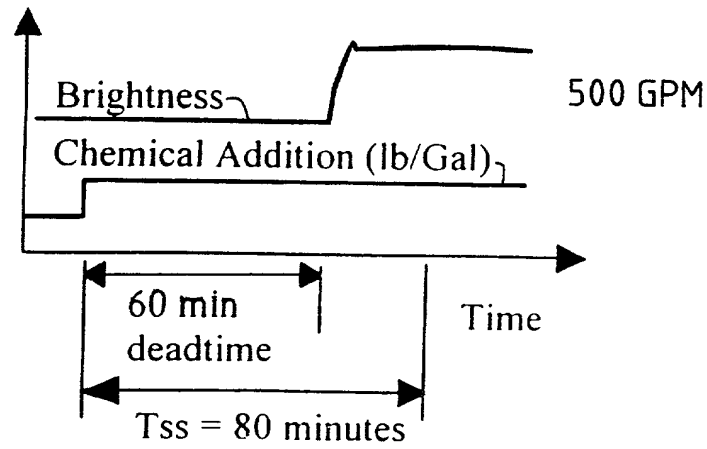 Brightness
500 GPM
Chemical Addition (lb/Gal)
60 min
deadtime
Time
Tss = 80 minutes